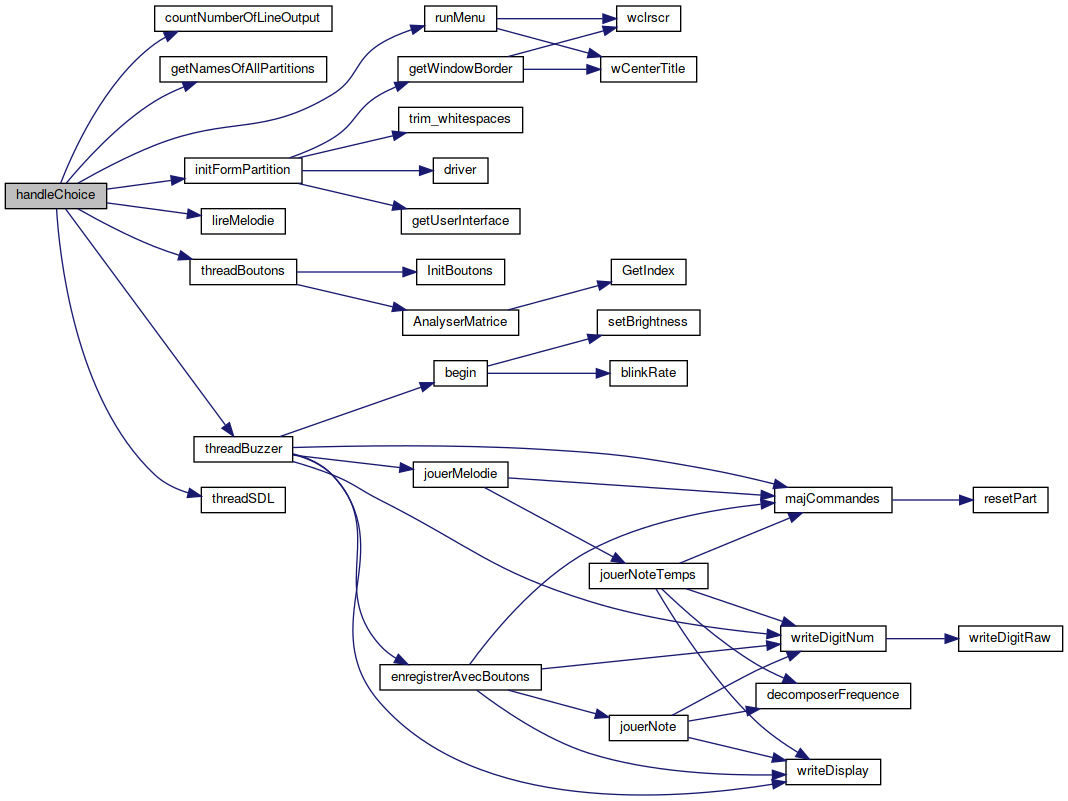 countNumberOfLineOutput
runMenu
wclrscr
getNamesOfAllPartitions
getWindowBorder
wCenterTitle
trim_whitespaces
initFormPartition
driver
handleChoice
lireMelodie
getUserInterface
threadBoutons
InitBoutons
GetIndex
AnalyserMatrice
setBrightness
begin
blinkRate
threadBuzzer
jouerMelodie
threadSDL
majCommandes
resetPart
jouerNoteTemps
writeDigitNum
writeDigitRaw
enregistrerAvecBoutons
decomposerFrequence
jouerNote
writeDisplay